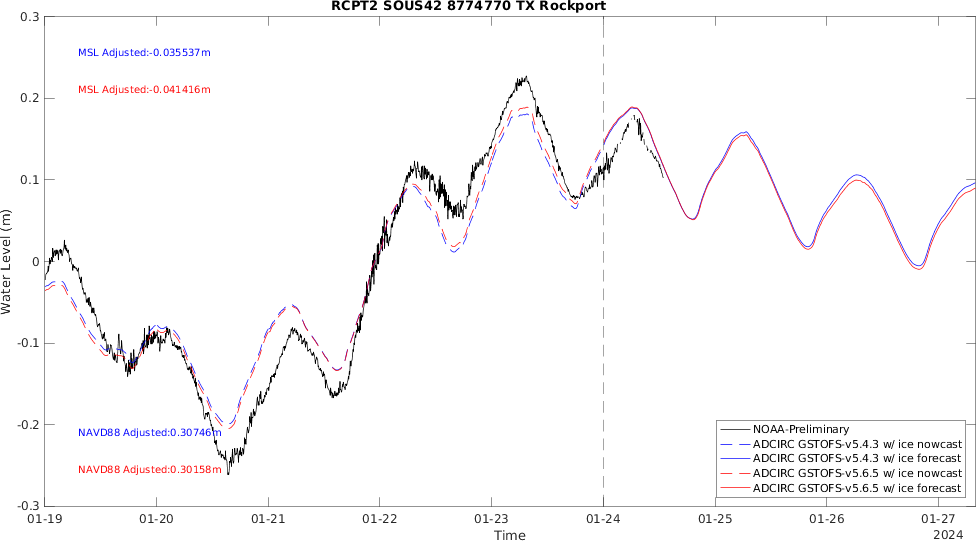 RCPT2 SOUS42 8774770 TX Rockport
0.3
0.2
0.1
0
-0.1
-0.2
-0.3
Water Level (m)
MSL Adjusted:-0.035537m
MSL Adjusted:-0.041416m
NAVD88 Adjusted:0.30746m
NAVD88 Adjusted:0.30158m
NOAA-Preliminary
ADCIRC GSTOFS-v5.4.3 w/ ice nowcast
ADCIRC GSTOFS-v5.4.3 w/ ice forecast
ADCIRC GSTOFS-v5.6.5 w/ ice nowcast
ADCIRC GSTOFS-v5.6.5 w/ ice forecast
01-19 01-20 01-21 01-22 01-23 01-24 01-25 01-26 01-27
Time
2024